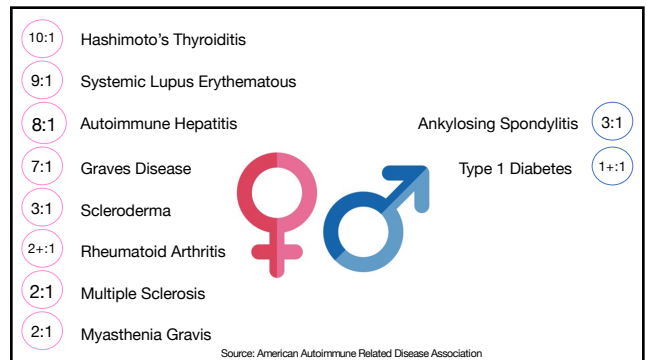 10:1 Hashimoto's Thyroiditis
9:1 Systemic Lupus Erythematous
8:1 Autoimmune Hepatitis
Ankylosing Spondylitis 3:1
7:1 Graves Disease
Type 1 Diabetes 1+:1
3:1 Scleroderma
2+:1 Rheumatoid Arthritis
2:1 Multiple Sclerosis
2:1 Myasthenia Gravis
Source: American Autoimmune Related Disease Association